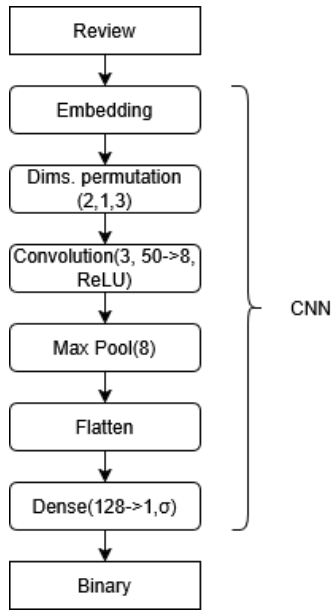 Review
Embedding
Dims. permutation
(2,1,3)
Convolution(3, 50->8,
ReLU)
CNN
Max Pool(8)
Flatten
Dense(128->1,σ)
Binary